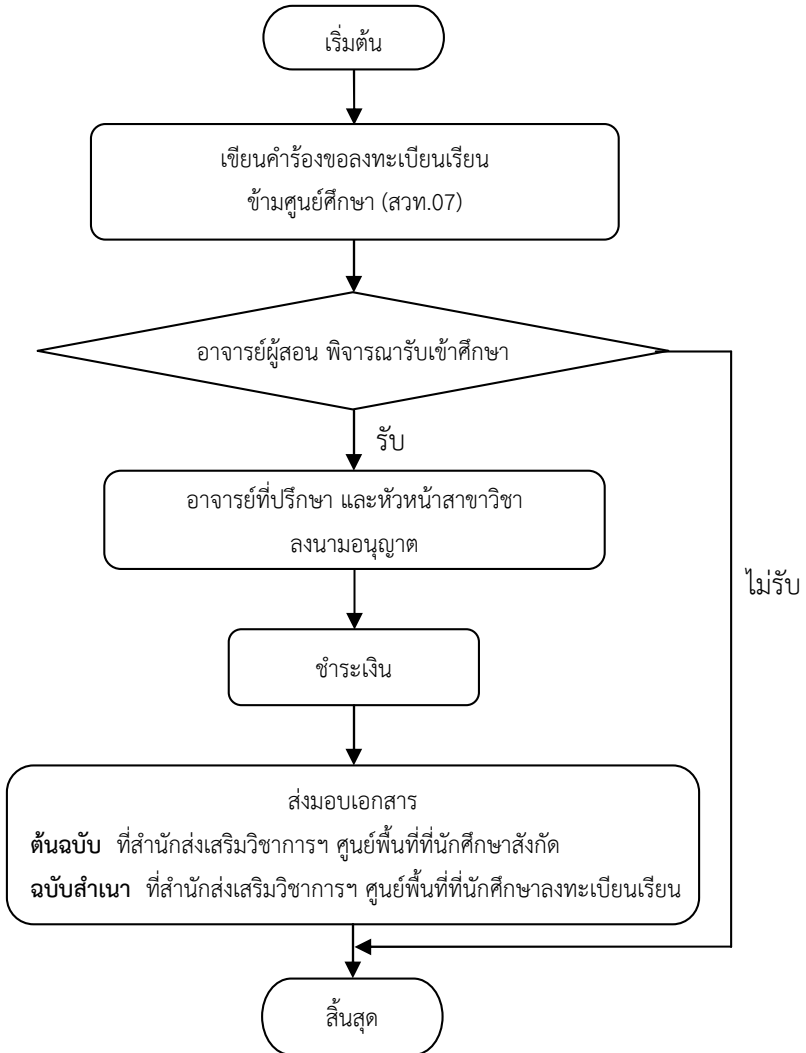 เริ่มต้น
เขียนคำร้องขอลงทะเบียนเรียน
ข้ามศูนย์ศึกษา (สวท.07)
อาจารย์ผู้สอน พิจารณารับเข้าศึกษา
รับ
อาจารย์ที่ปรึกษา และหัวหน้าสาขาวิชา
ลงนามอนุญาต
ไม่รับ
ชำระเงิน
ส่งมอบเอกสาร
ต้นฉบับ ที่สำนักส่งเสริมวิชาการฯ ศูนย์พื้นที่ที่นักศึกษาสังกัด
ฉบับสำเนา ที่สำนักส่งเสริมวิชาการฯ ศูนย์พื้นที่ที่นักศึกษาลงทะเบียนเรียน
สิ้นสุด